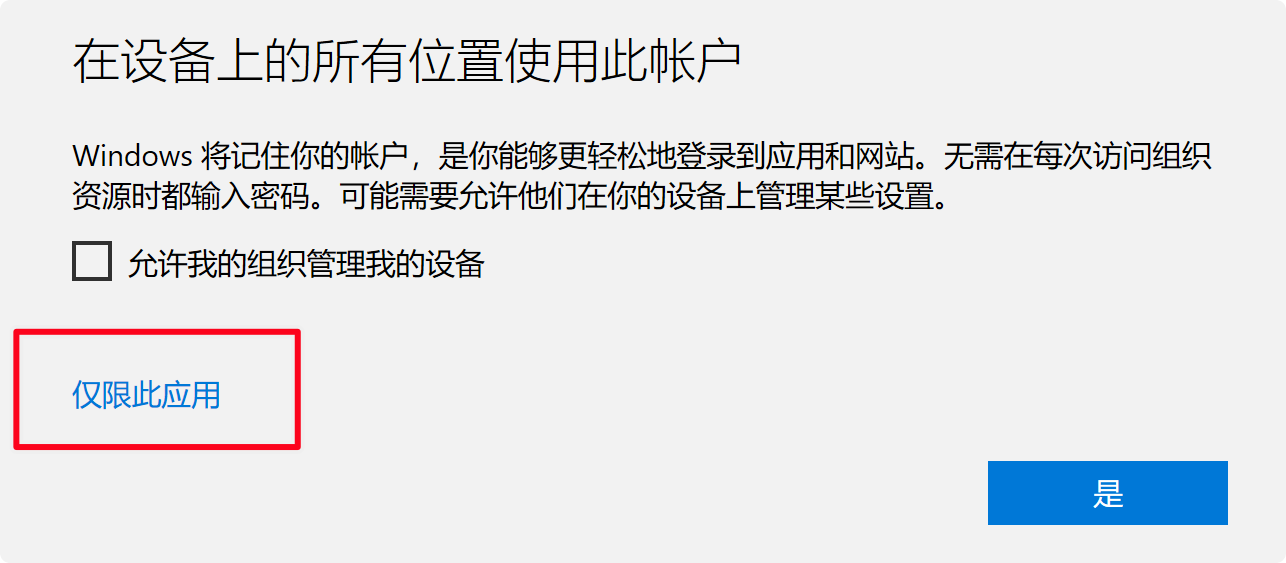 在设备上的所有位置使用此帐户
Windows 将记住你的帐户，是你能够更轻松地登录到应用和网站。无需在每次访问组织
资源时都输入密码。可能需要允许他们在你的设备上管理某些设置。
允许我的组织管理我的设备
仅限此应用
是